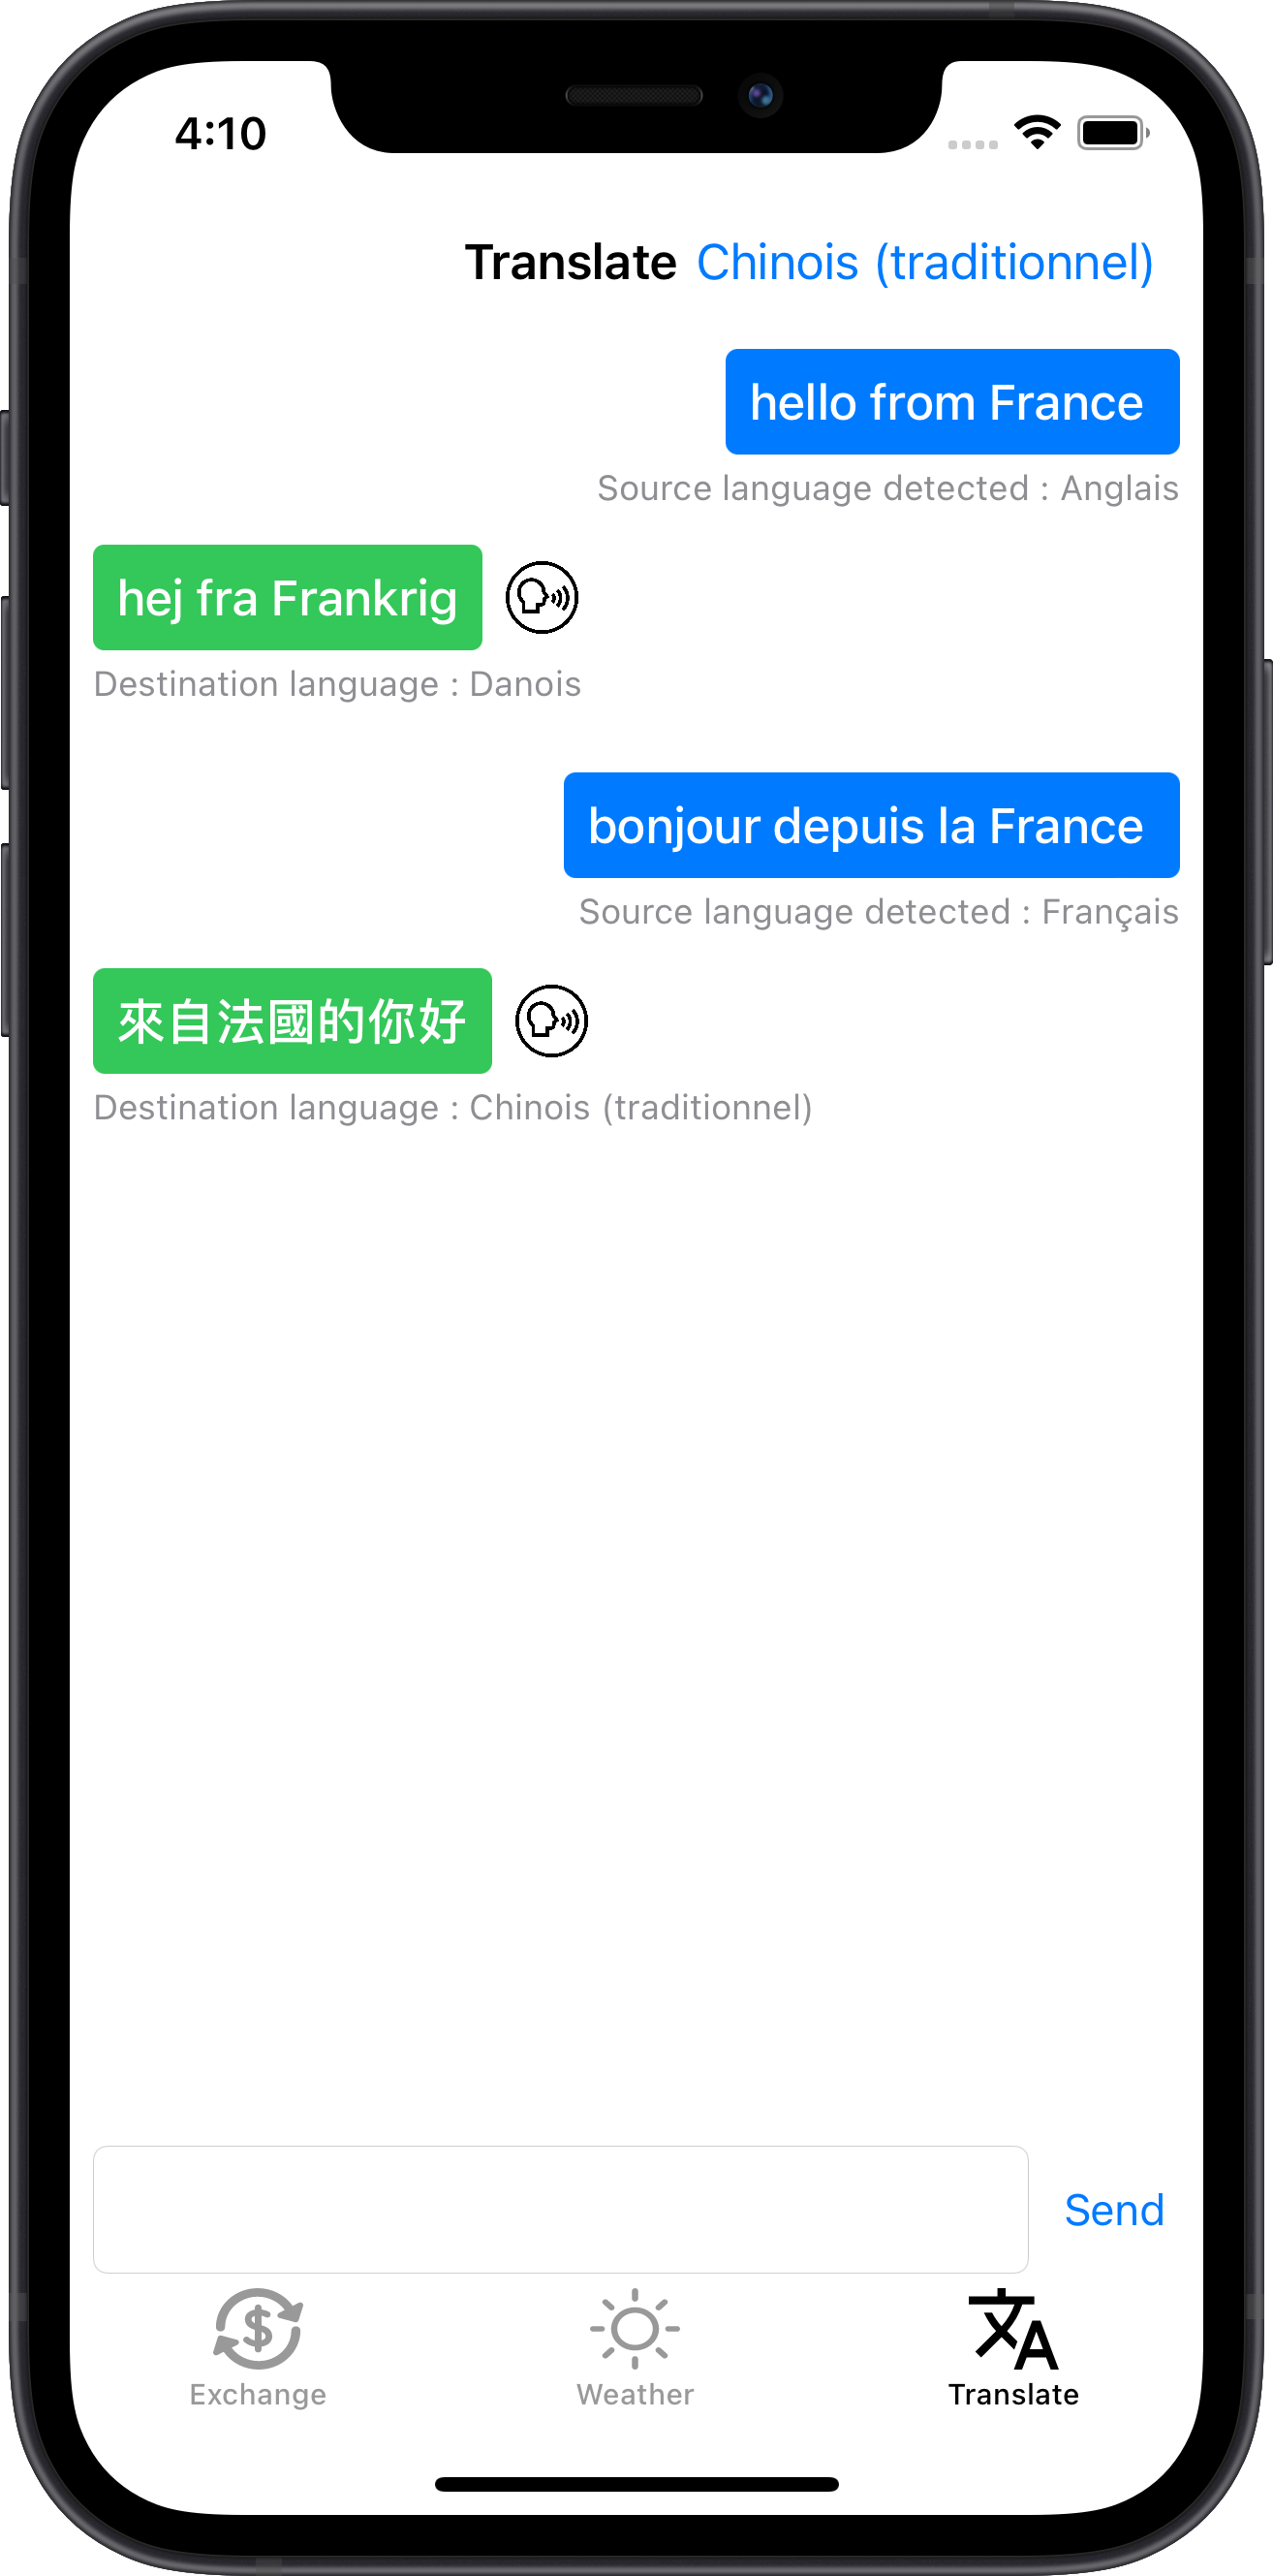 4:10
Translate Chinois (traditionnel)
hello from France
Source language detected : Anglais
hej fra Frankrig
Destination language : Danois
bonjour depuis la France
Source language detected : Français
來自法國的你好
Destination language : Chinois (traditionnel)
Send
Exchange Weather Translate